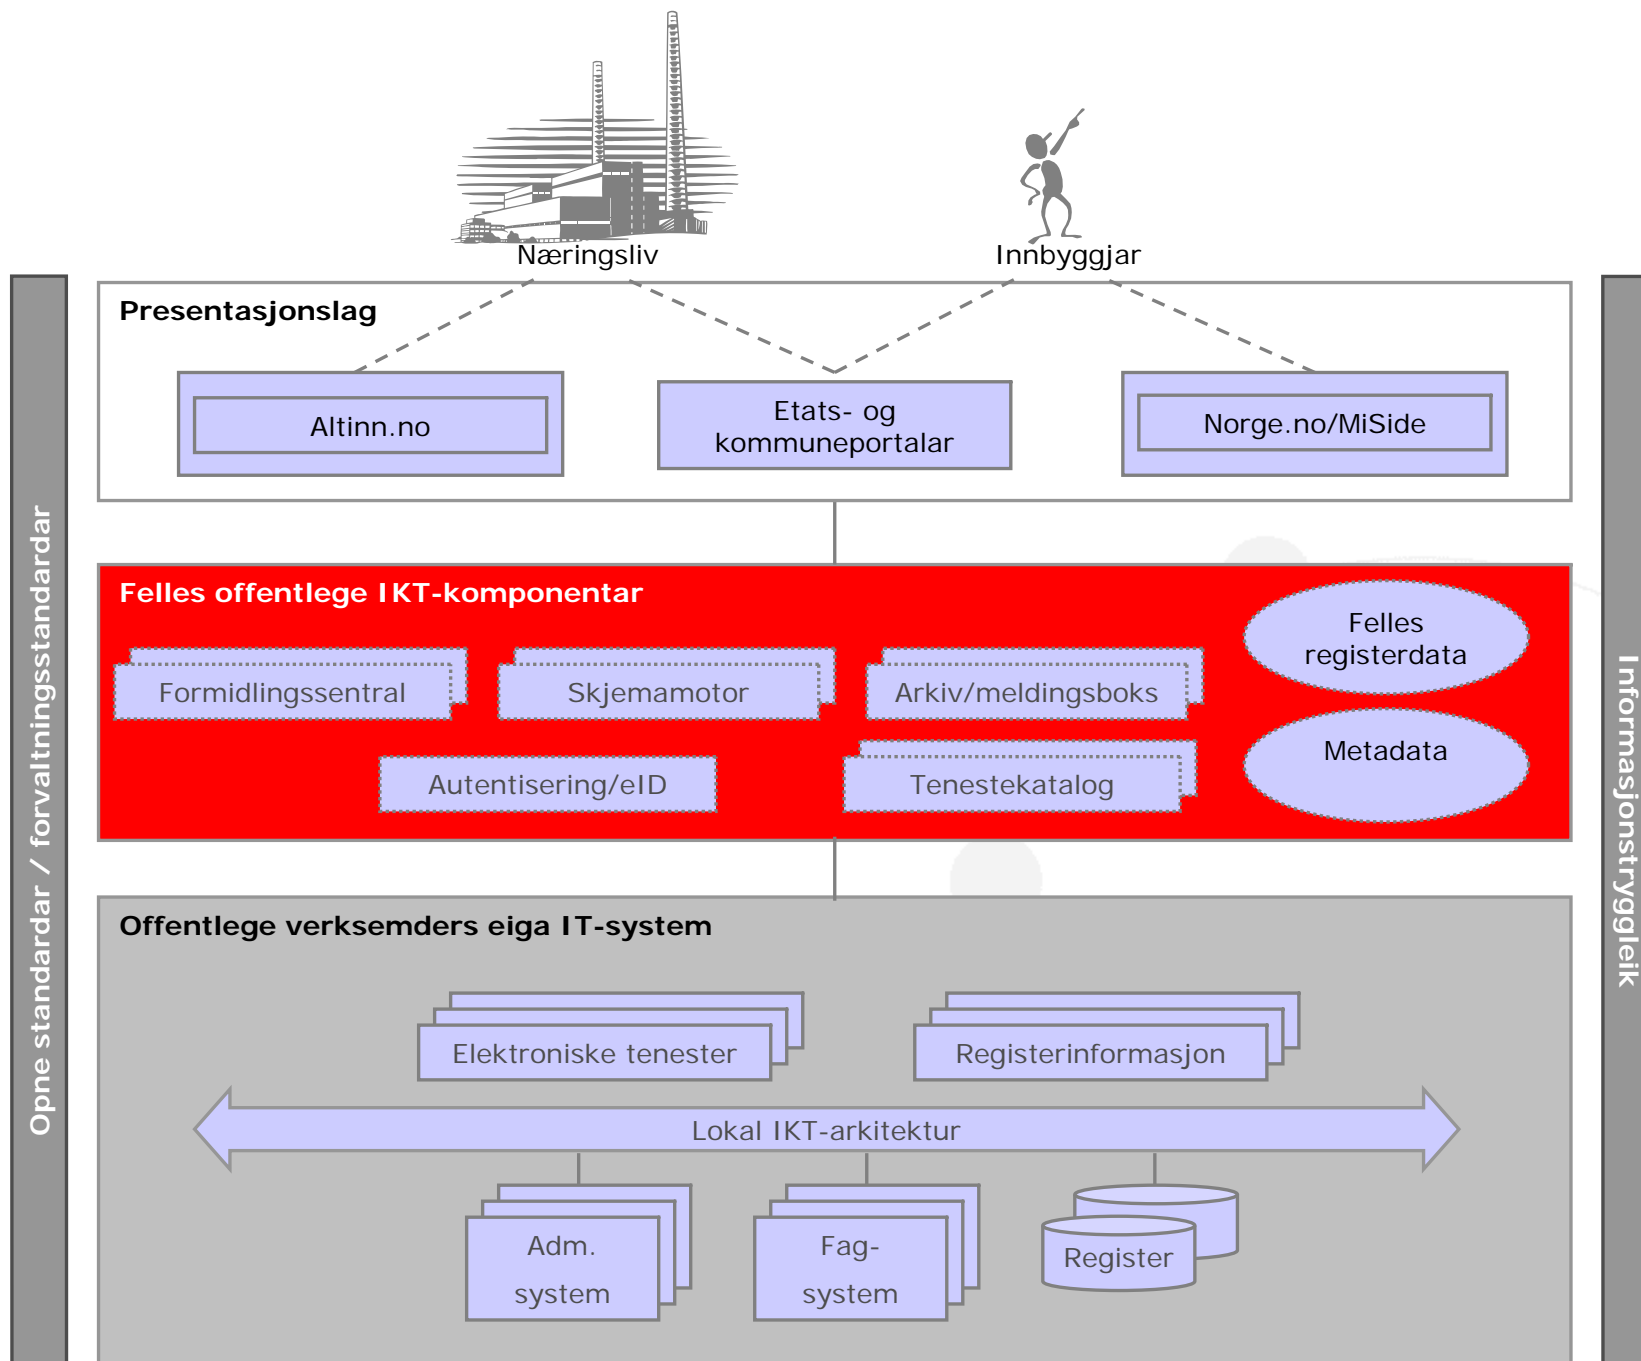 Næringsliv
Innbyggjar
Presentasjonslag
Altinn.no
Etats- og
kommuneportalar
Norge.no/MiSide
Opne standardar / forvaltningsstandardar
Informasjonstryggleik
Felles offentlege IKT-komponentar
Felles
registerdata
Formidlingssentral
Skjemamotor
Arkiv/meldingsboks
Metadata
Autentisering/eID
Tenestekatalog
Offentlege verksemders eiga IT-system
Elektroniske tenester
Registerinformasjon
Lokal IKT-arkitektur
Adm.
system
Fag-
system
Register